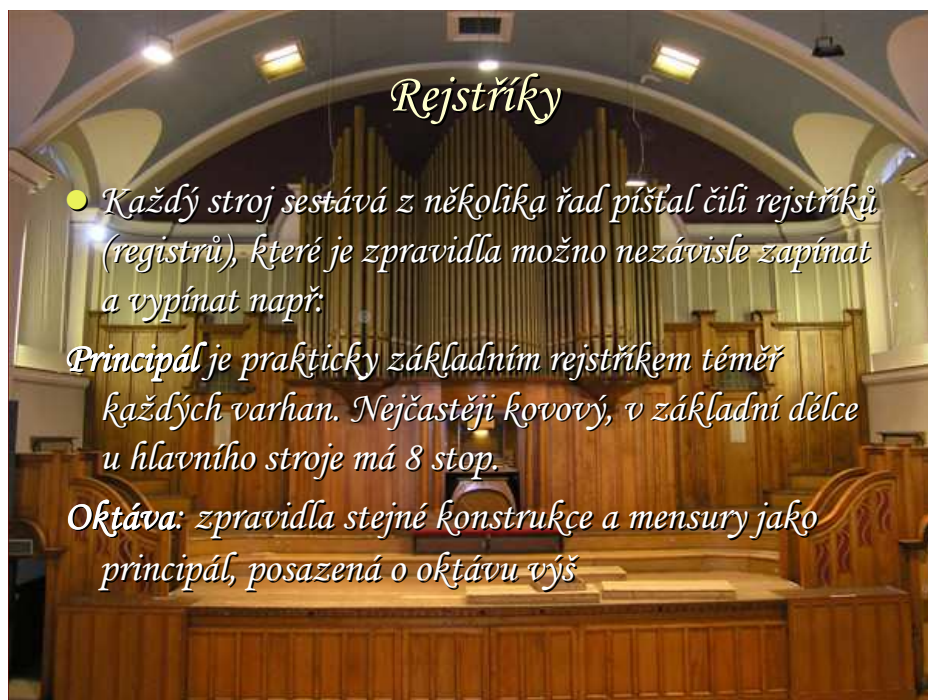 Rejstříky
Každý stroj sestává z několika řad píšťal čili rejstříků
(registrů), které je zpravidla možno nezávisle zapínat
a vypínat např:
Principál je prakticky základním rejstříkem téměř
každých varhan. Nejčastěji kovový, v základní délce
u hlavního stroje má 8 stop.
Oktáva: zpravidla stejné konstrukce a mensury jako
principál, posazená o oktávu výš